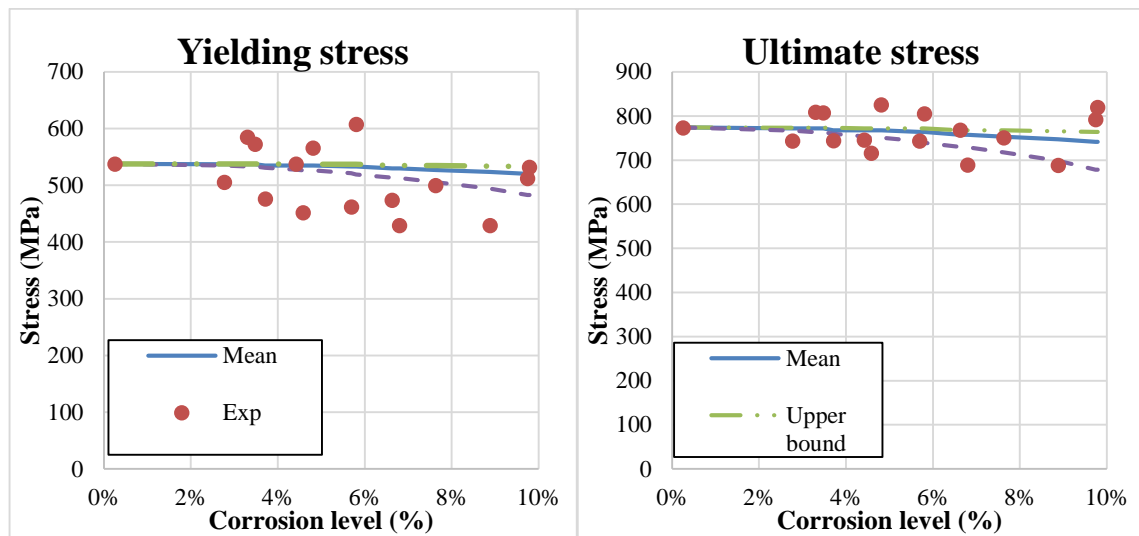 Yielding stress
700
600
500
400
300
200
100
0
Stress (MPa)
Mean
Exp
0% 2% 4% 6% 8% 10%
Corrosion level (%)
Ultimate stress
900
800
700
600
500
400
300
200
100
0
Stress (MPa)
Mean
Upper
bound
0% 2% 4% 6% 8% 10%
Corrosion level (%)